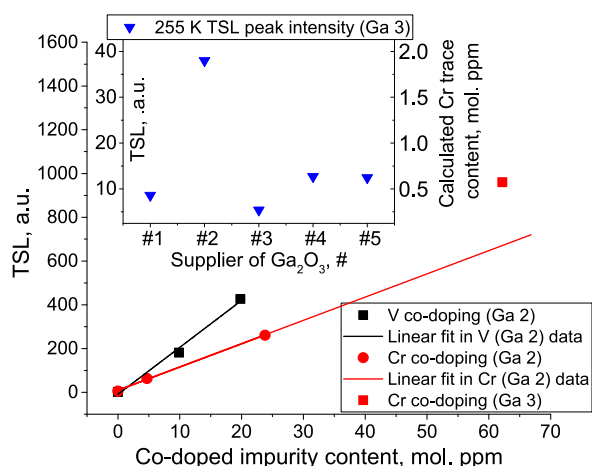 255 K TSL peak intensity (Ga 3)
1600
1400
1200
1000
800
600
400
200
0
TSL, a.u.
40
30
20
10
TSL, .a.u.
2.0
1.5
1.0
0.5
Calculated Cr trace
content, mol. ppm
#1 #2 #3 #4 #5
Supplier of Ga₂O₃, #
V co-doping (Ga 2)
Linear fit in V (Ga 2) data
Cr co-doping (Ga 2)
Linear fit in Cr (Ga 2) data
Cr co-doping (Ga 3)
0 10 20 30 40 50 60 70
Co-doped impurity content, mol. ppm